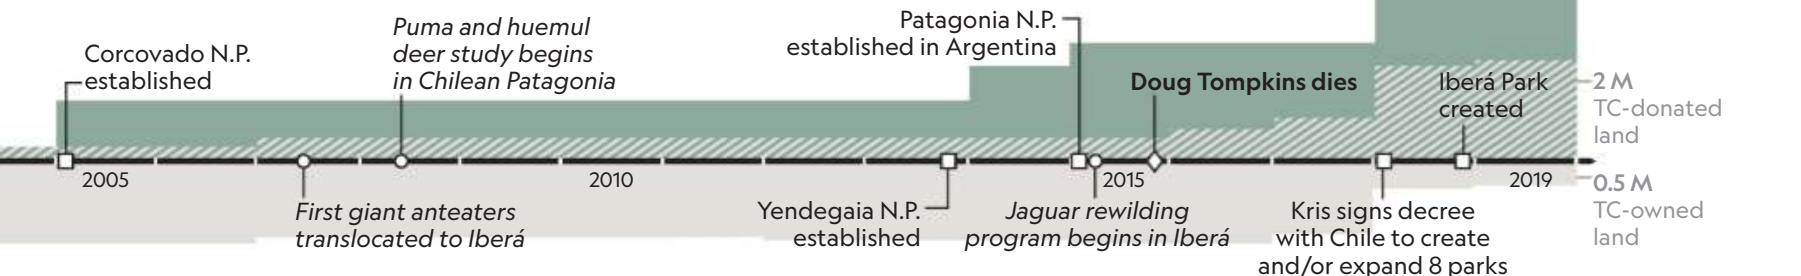 Corcovado N.P.
established
Puma and huemul
deer study begins
in Chilean Patagonia
Patagonia N.P.
established in Argentina
Doug Tompkins dies
Iberá Park
created
2 M
TC-donated
land
2005
2010
2015
2019
0.5 M
TC-owned
land
First giant anteaters
translocated to Iberá
Yendegaia N.P.
established
Jaguar rewilding
program begins in Iberá
Kris signs decree
with Chile to create
and/or expand 8 parks